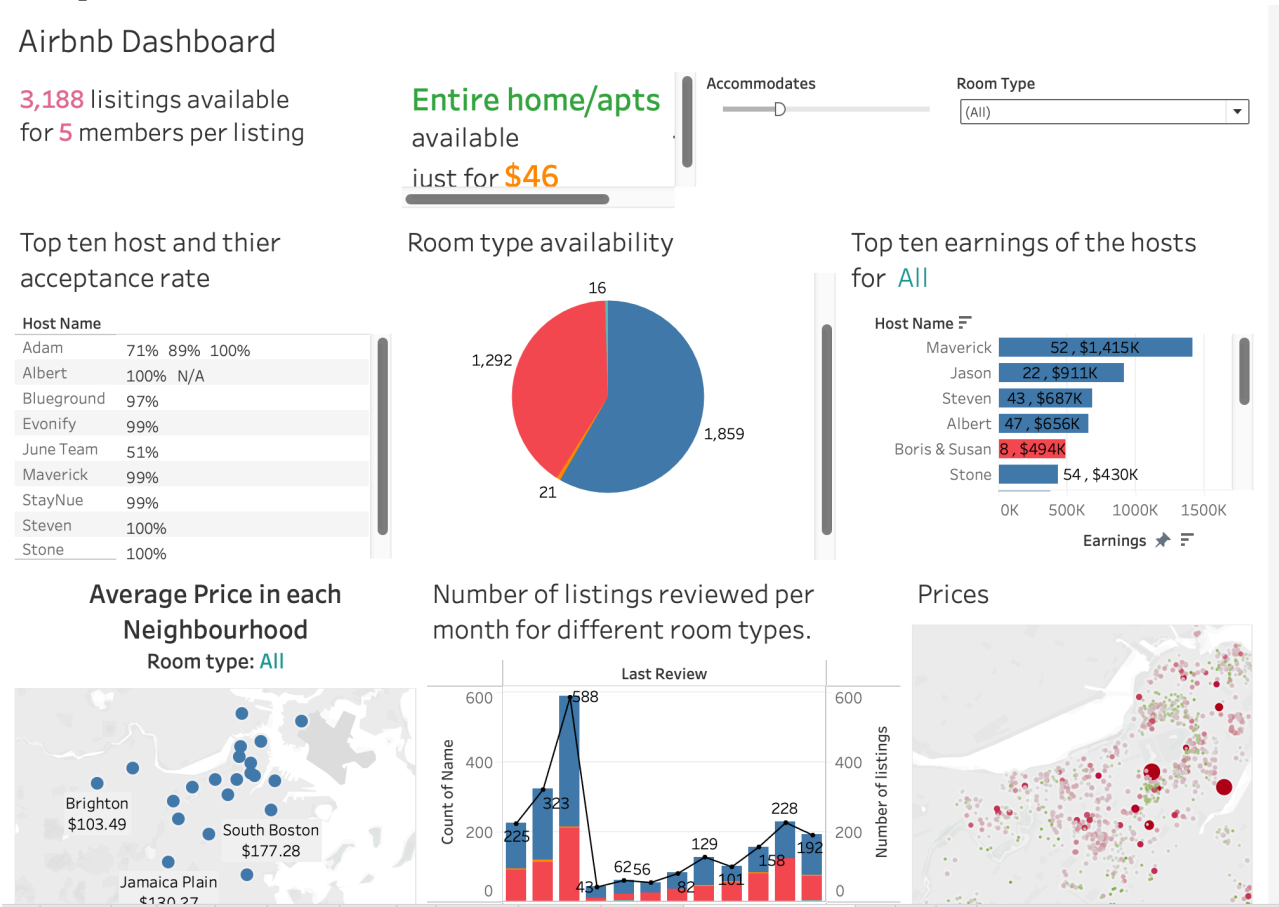 Airbnb Dashboard
3,188 lisitings available
for 5 members per listing
Entire home/apts
available
just for $46
Accommodates
Room Type
(All)
Top ten host and thier
acceptance rate
Host Name
Adam 71% 89% 100%
Albert 100% N/A
Blueground 97%
Evonify 99%
June Team 51%
Maverick 99%
StayNue 99%
Steven 100%
Stone 100%
Room type availability
16
1,292
1,859
21
Top ten earnings of the hosts
for All
Host Name
Maverick 52, $1,415K
Jason 22, $911K
Steven 43, $687K
Albert 47, $656K
Boris & Susan 8, $494K
Stone 54, $430K
0K 500K 1000K 1500K
Earnings
Average Price in each
Neighbourhood
Room type: All
Brighton
$103.49
South Boston
$177.28
Jamaica Plain
$130.27
Number of listings reviewed per
month for different room types.
Last Review
Count of Name
600
400
200
0
225
323
588
43
62
56
82
129
101
158
228
192
600
400
200
0
Number of listings
Prices